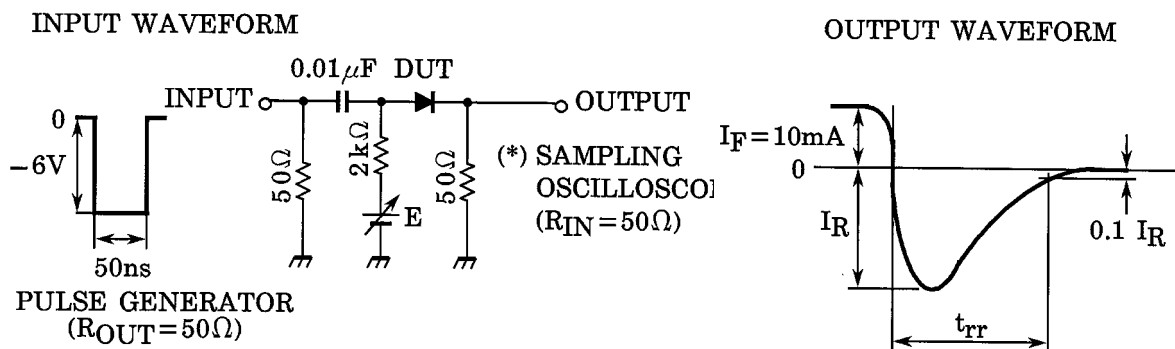 INPUT WAVEFORM
0
−6V
50ns
PULSE GENERATOR
(ROUT=50Ω)
0.01μF DUT
INPUT
OUTPUT
50Ω
2kΩ
E
50Ω
(*) SAMPLING
OSCILLOSCO
(RIN=50Ω)
OUTPUT WAVEFORM
IF=10mA
0
IR
0.1 IR
trr